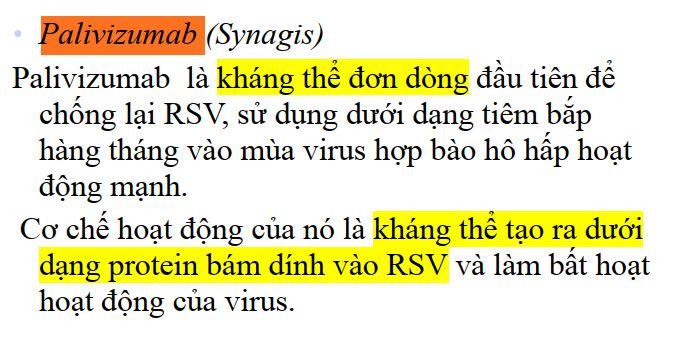 • Palivizumab (Synagis)
Palivizumab là kháng thể đơn dòng đầu tiên để
chống lại RSV, sử dụng dưới dạng tiêm bắp
hàng tháng vào mùa virus hợp bào hô hấp hoạt
động mạnh.
Cơ chế hoạt động của nó là kháng thể tạo ra dưới
dạng protein bám dính vào RSV và làm bất hoạt
hoạt động của virus.